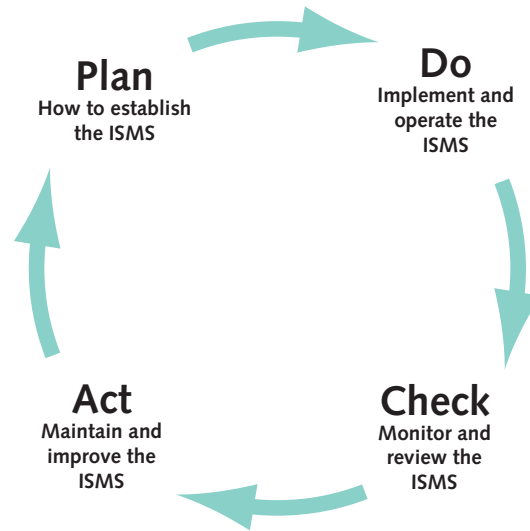 Plan
How to establish
the ISMS
Do
Implement and
operate the
ISMS
Act
Maintain and
improve the
ISMS
Check
Monitor and
review the
ISMS